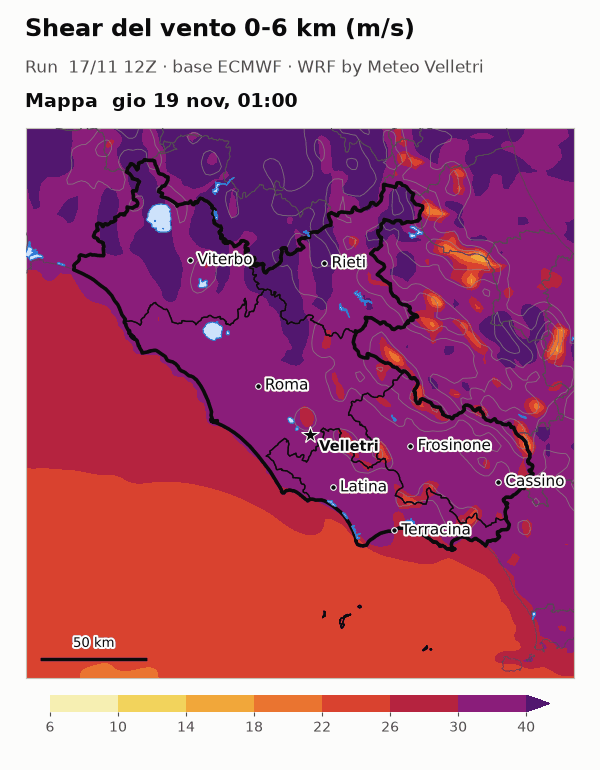 Shear del vento 0-6 km (m/s)
Run 17/11 12Z · base ECMWF · WRF by Meteo Velletri
Mappa gio 19 nov, 01:00
Viterbo
Rieti
Roma
Velletri
Frosinone
Latina
Cassino
Terracina
50 km
6 10 14 18 22 26 30 40